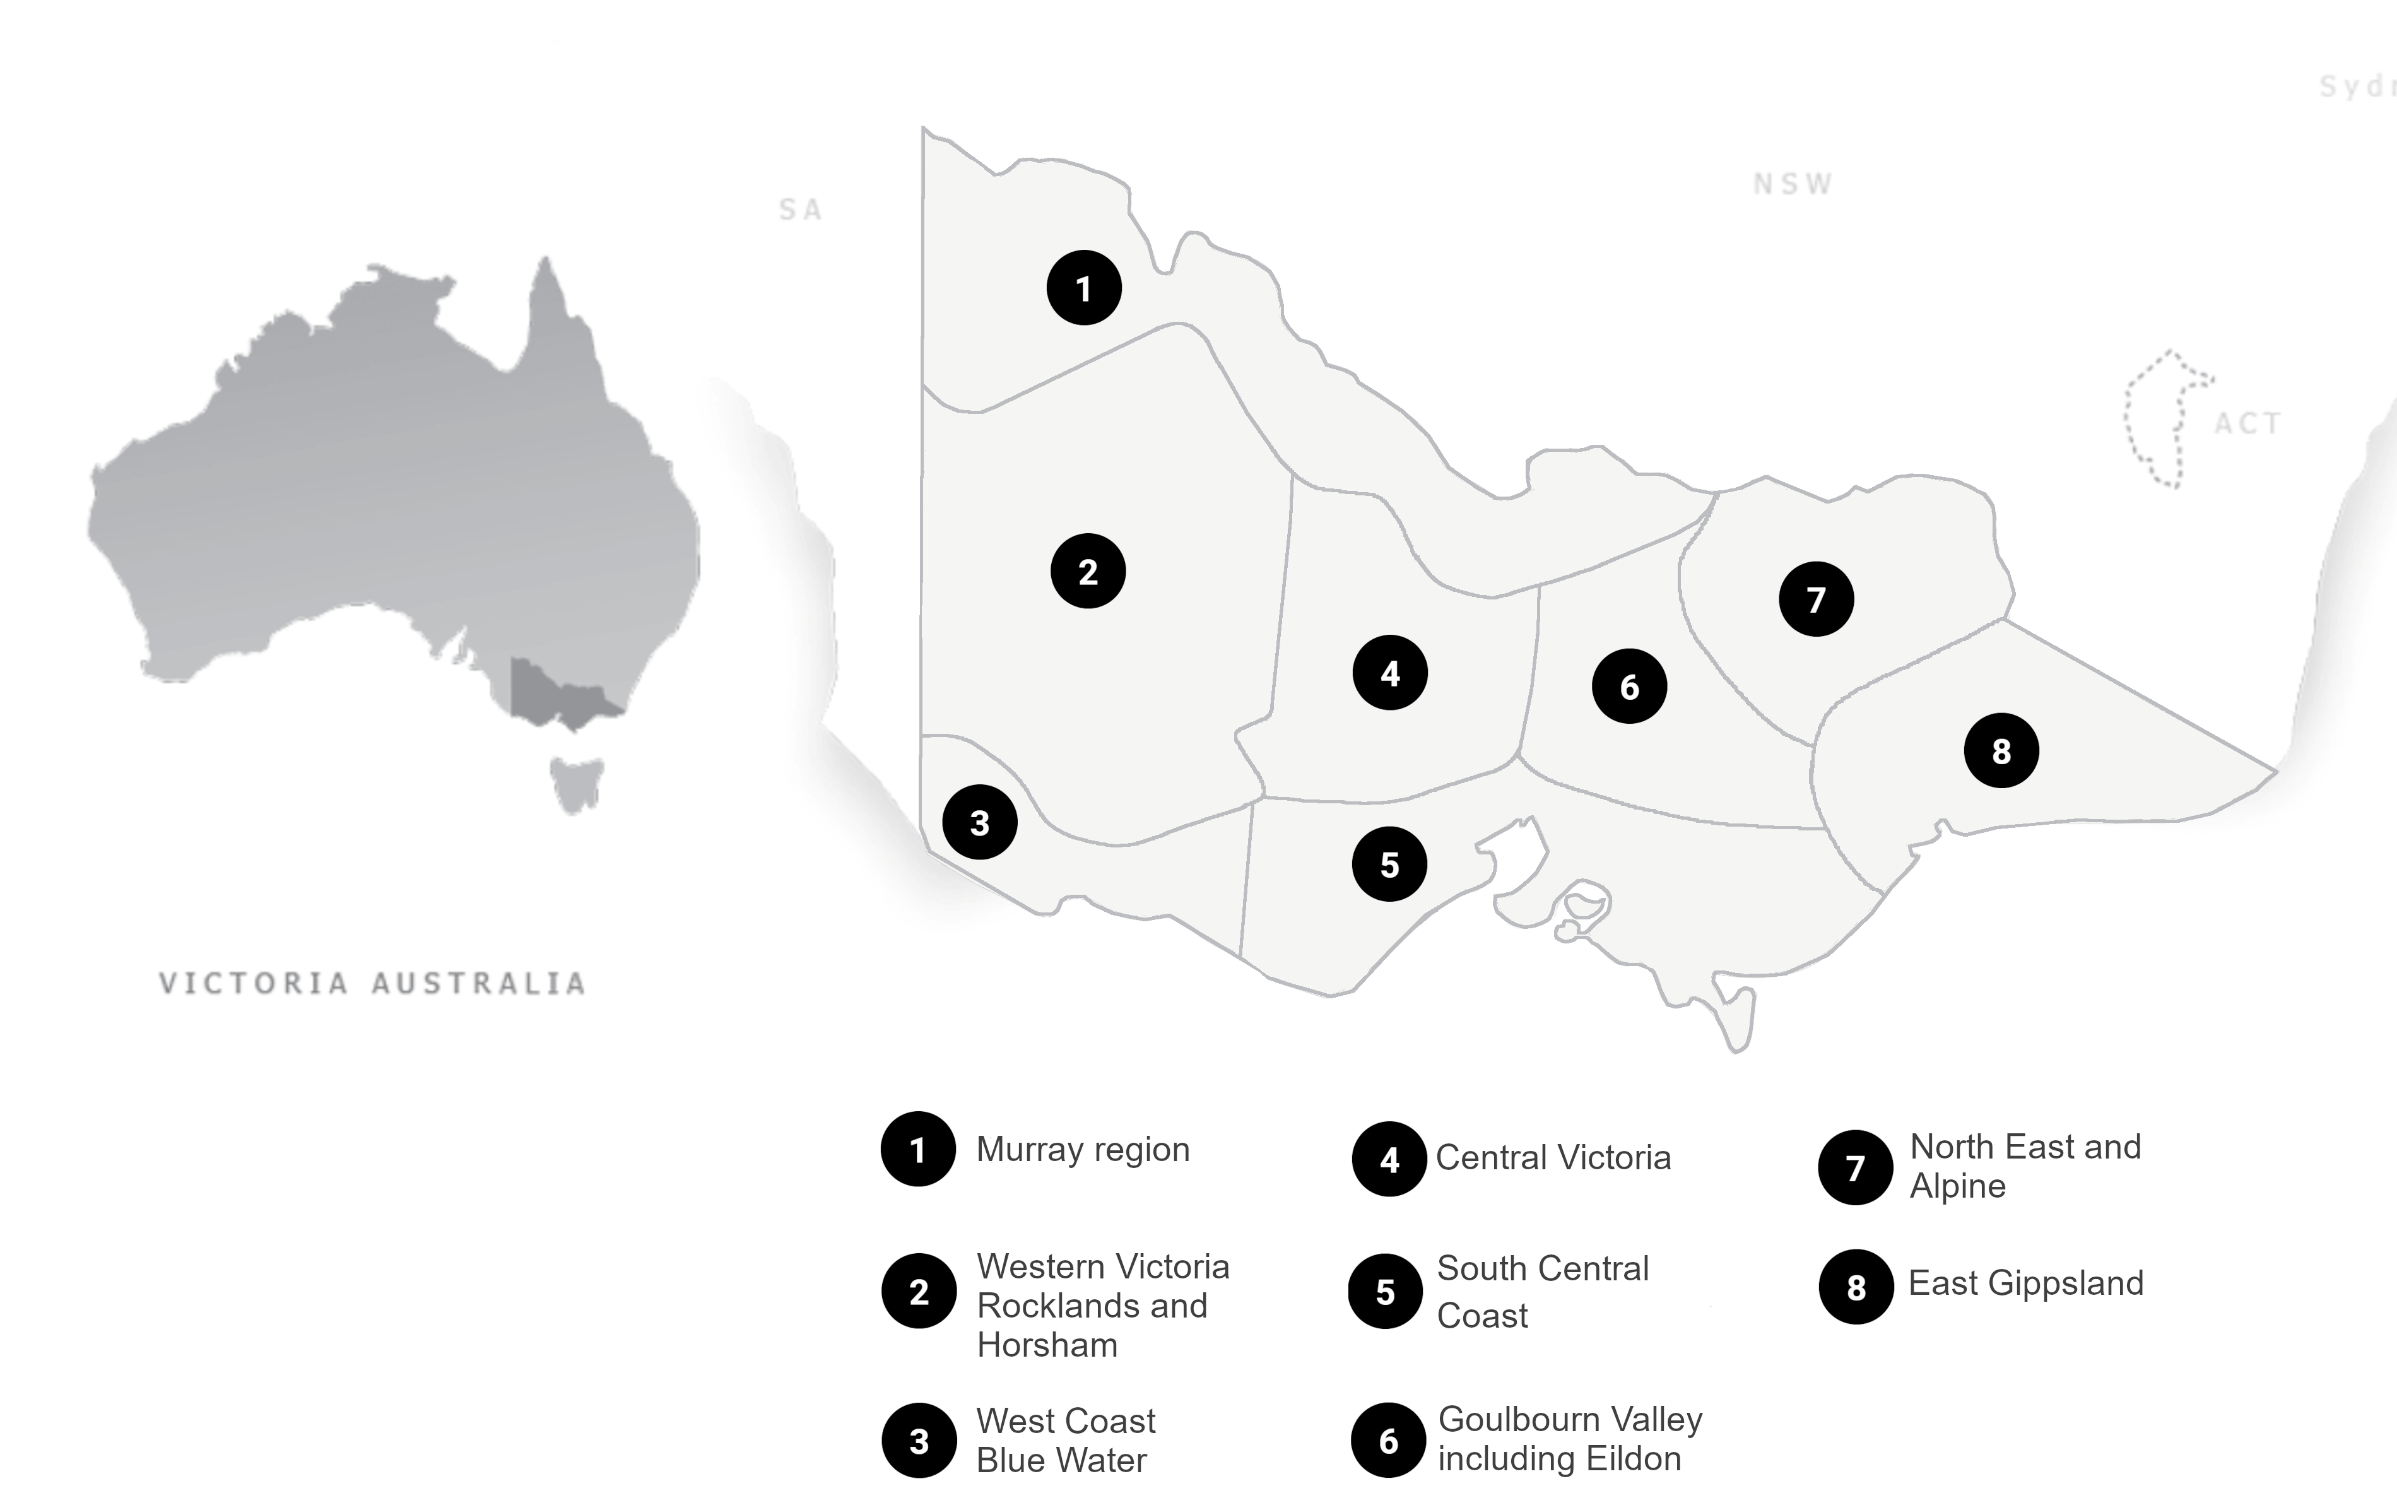 Syd
SA
NSW
ACT
1
2
3
4
5
6
7
8
VICTORIA AUSTRALIA
1 Murray region
2 Western Victoria
Rocklands and
Horsham
3 West Coast
Blue Water
4 Central Victoria
5 South Central
Coast
6 Goulbourn Valley
including Eildon
7 North East and
Alpine
8 East Gippsland